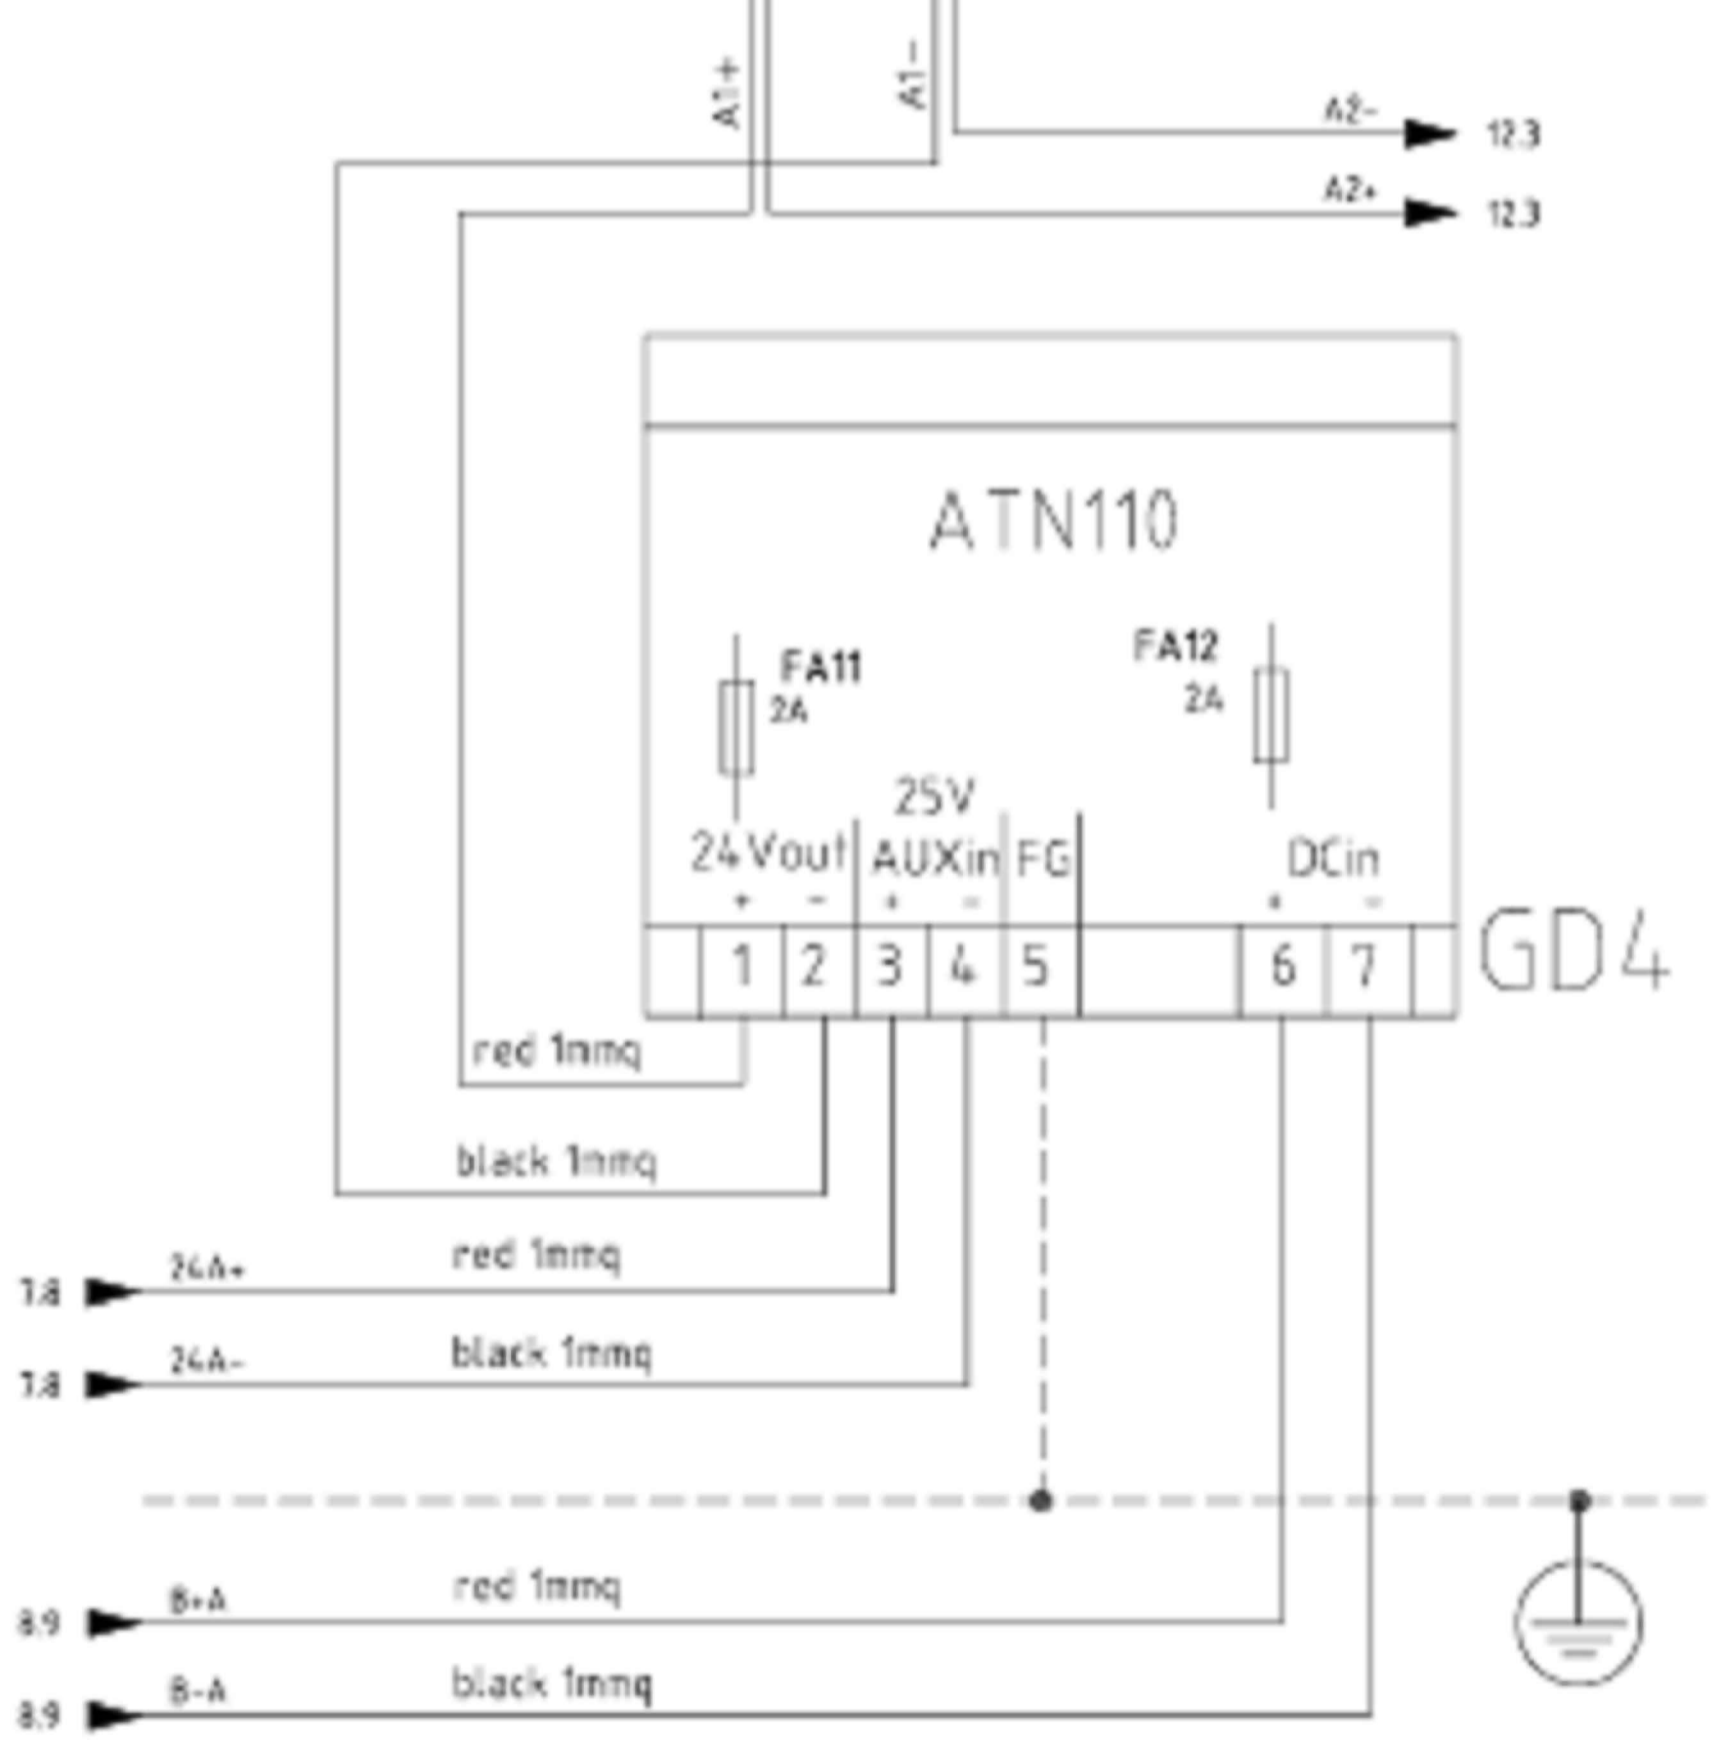 A1+
A1-
A2- 12.3
A2+ 12.3
ATN110
FA11
2A
FA12
2A
25V
24Vout AUXin FG DCin
+ - + - + -
1 2 3 4 5 6 7
GD4
red 1mmq
black 1mmq
7.8 24A+ red 1mmq
7.8 24A- black 1mmq
8.9 B+A red 1mmq
8.9 B-A black 1mmq